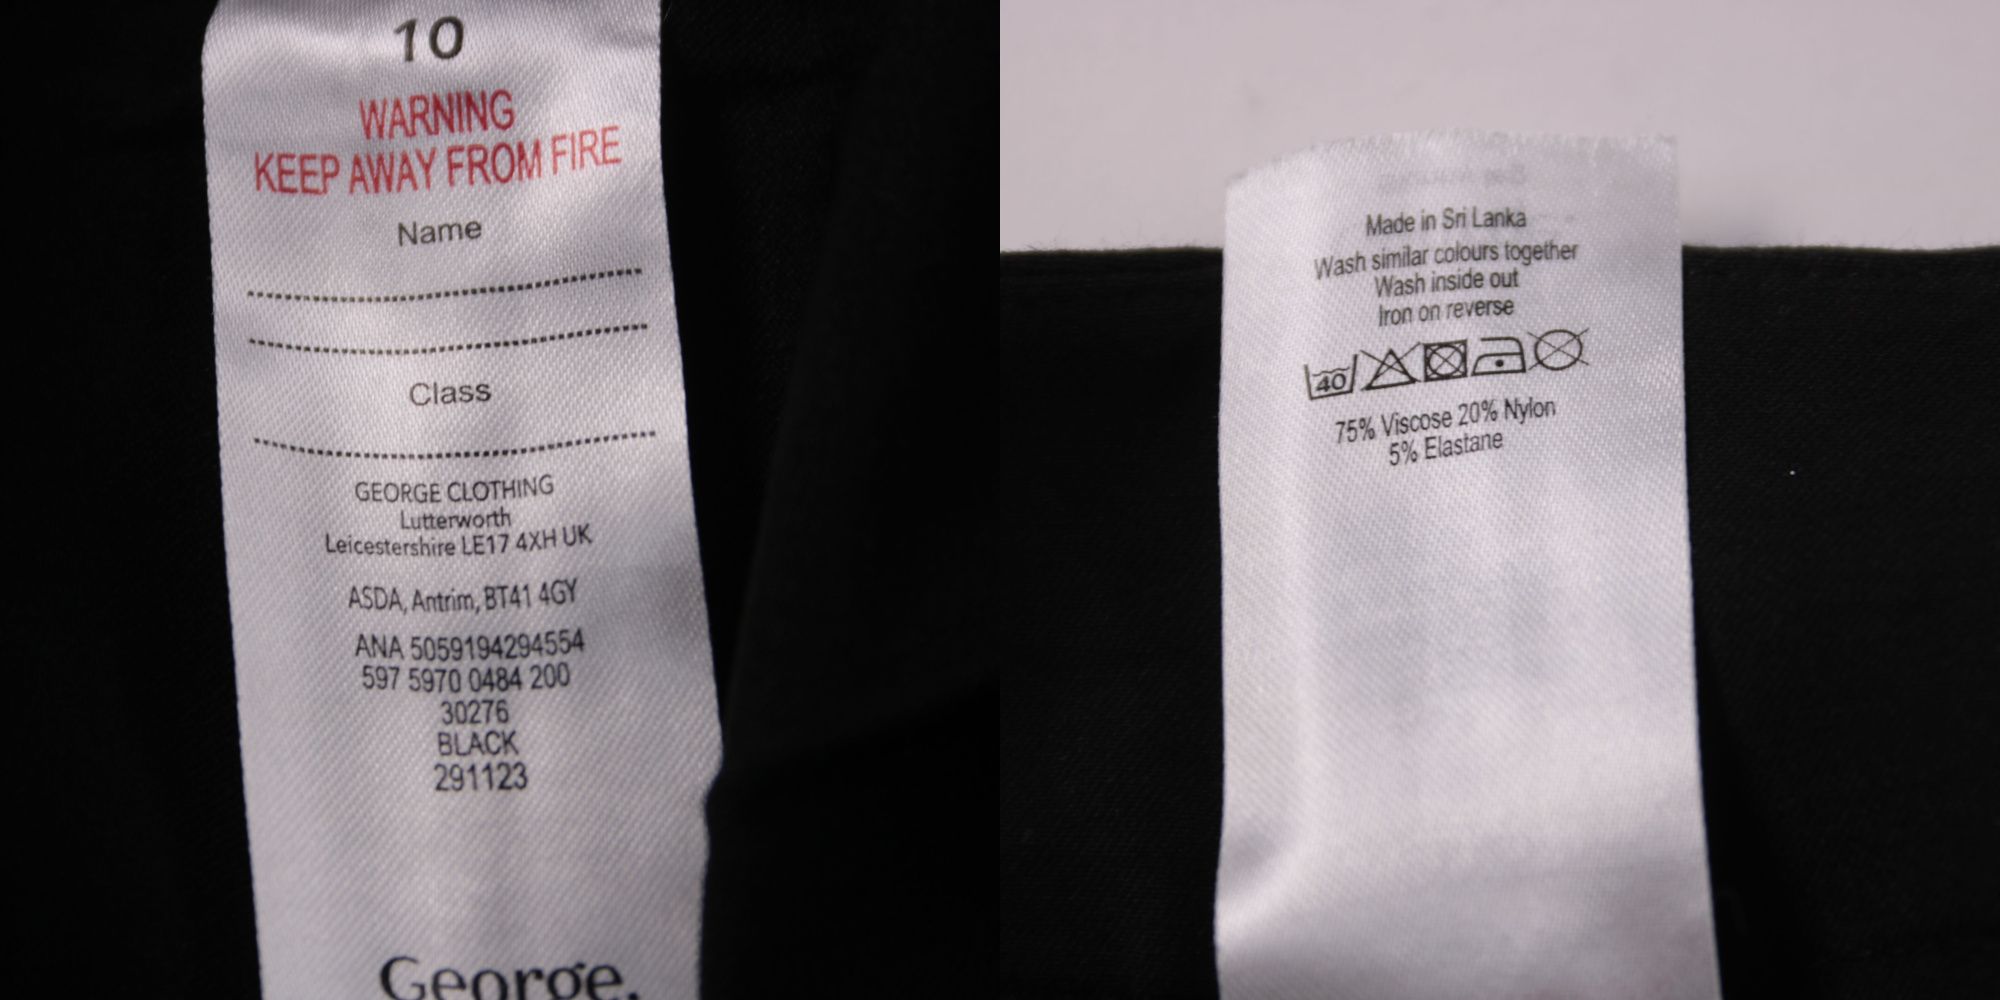 10
WARNING
KEEP AWAY FROM FIRE
Name
Class
GEORGE CLOTHING
Lutterworth
Leicestershire LE17 4XH UK
ASDA, Antrim, BT41 4GY
ANA 5059194294554
597 5970 0484 200
30276
BLACK
291123
George.
Made in Sri Lanka
Wash similar colours together
Wash inside out
Iron on reverse
40
75% Viscose 20% Nylon
5% Elastane